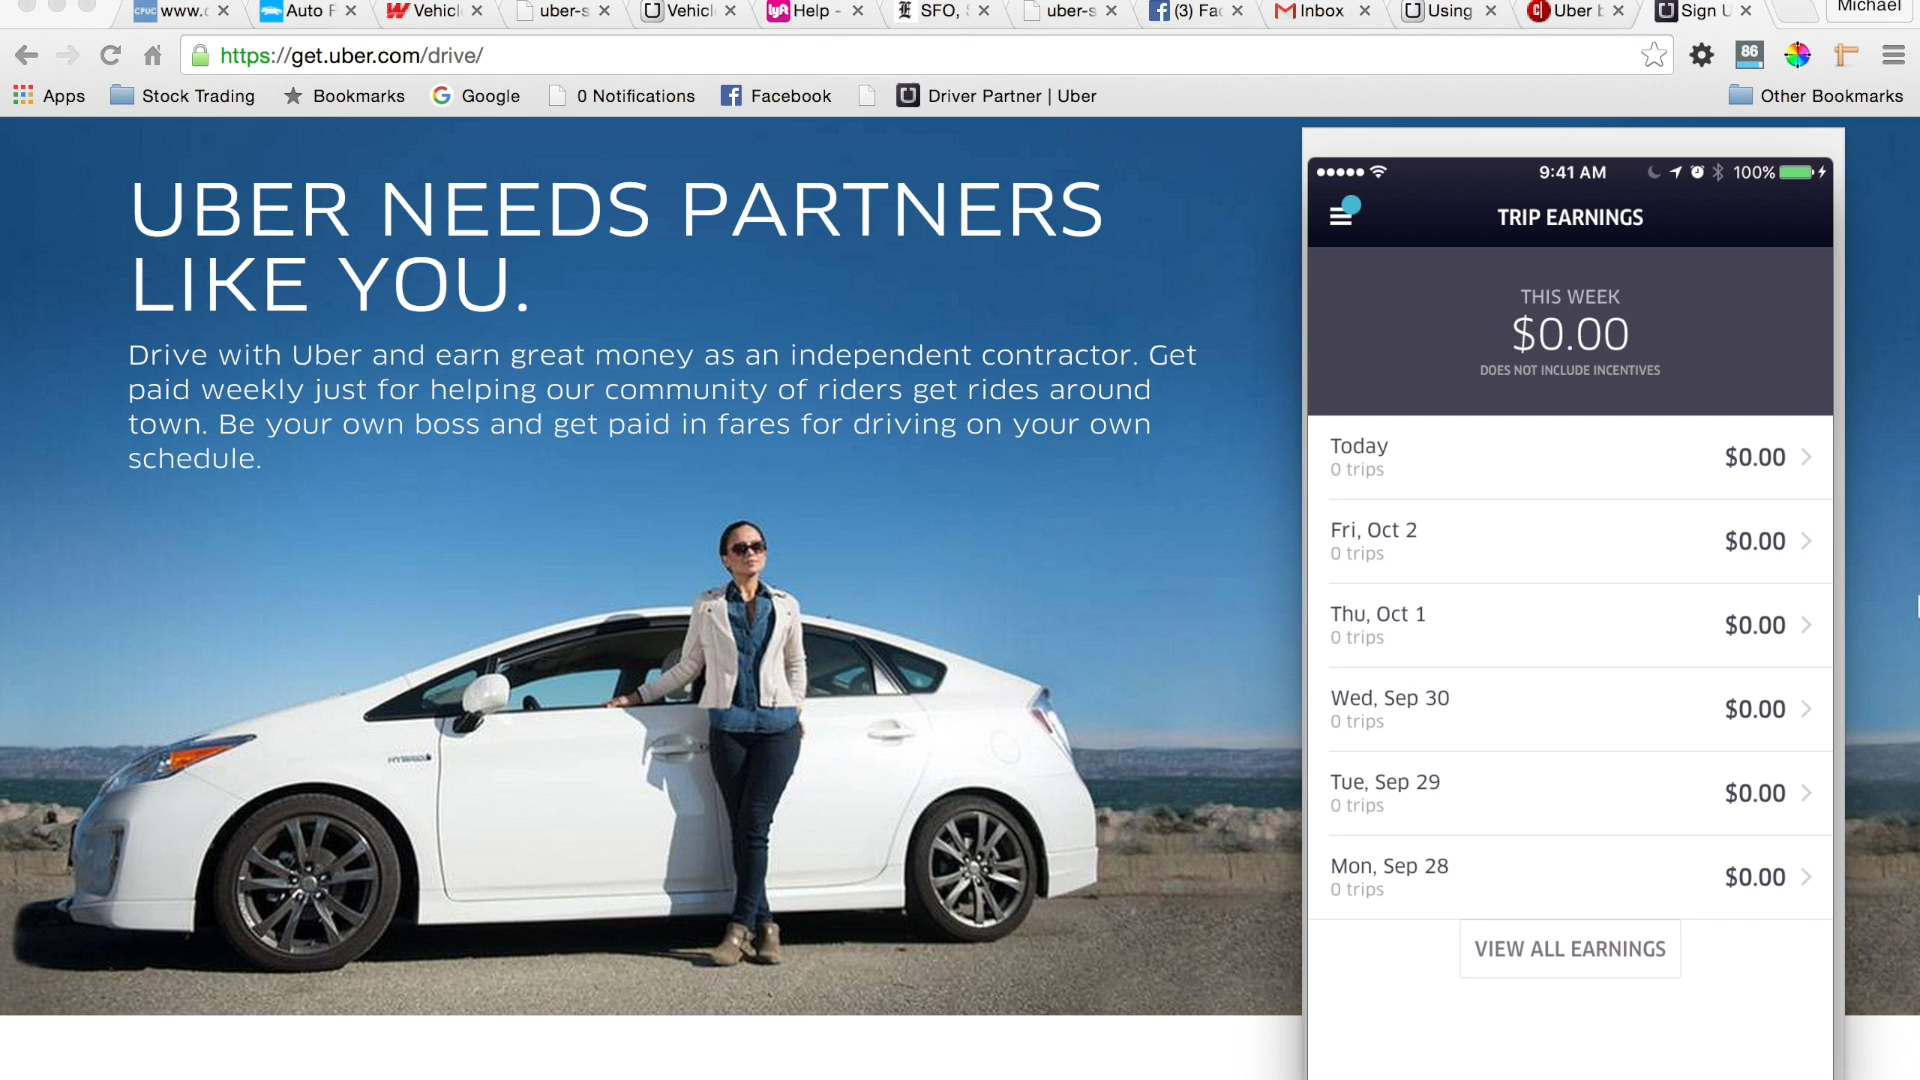 Michael
www.c
Auto F
Vehicl
uber-s
Vehicl
Help -
SFO, S
uber-s
(3) Fac
Inbox
Using
Uber b
Sign U
https://get.uber.com/drive/
86
Apps
Stock Trading
Bookmarks
Google
0 Notifications
Facebook
Driver Partner | Uber
Other Bookmarks
UBER NEEDS PARTNERS
LIKE YOU.
Drive with Uber and earn great money as an independent contractor. Get
paid weekly just for helping our community of riders get rides around
town. Be your own boss and get paid in fares for driving on your own
schedule.
HYBRID
9:41 AM
100%
TRIP EARNINGS
THIS WEEK
$0.00
DOES NOT INCLUDE INCENTIVES
Today
0 trips
$0.00
Fri, Oct 2
0 trips
$0.00
Thu, Oct 1
0 trips
$0.00
Wed, Sep 30
0 trips
$0.00
Tue, Sep 29
0 trips
$0.00
Mon, Sep 28
0 trips
$0.00
VIEW ALL EARNINGS